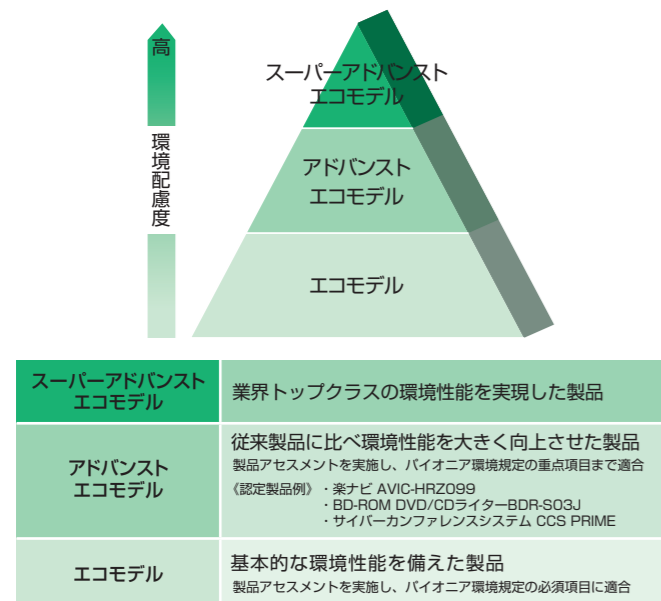 高
環境配慮度
スーパーアドバンスト
エコモデル
アドバンスト
エコモデル
エコモデル
スーパーアドバンスト
エコモデル
業界トップクラスの環境性能を実現した製品
アドバンスト
エコモデル
従来製品に比べ環境性能を大きく向上させた製品
製品アセスメントを実施し、パイオニア環境規定の重点項目まで適合
《認定製品例》・楽ナビ AVIC-HRZ099
・BD-ROM DVD/CDライターBDR-S03J
・サイバーカンファレンスシステム CCS PRIME
エコモデル
基本的な環境性能を備えた製品
製品アセスメントを実施し、パイオニア環境規定の必須項目に適合